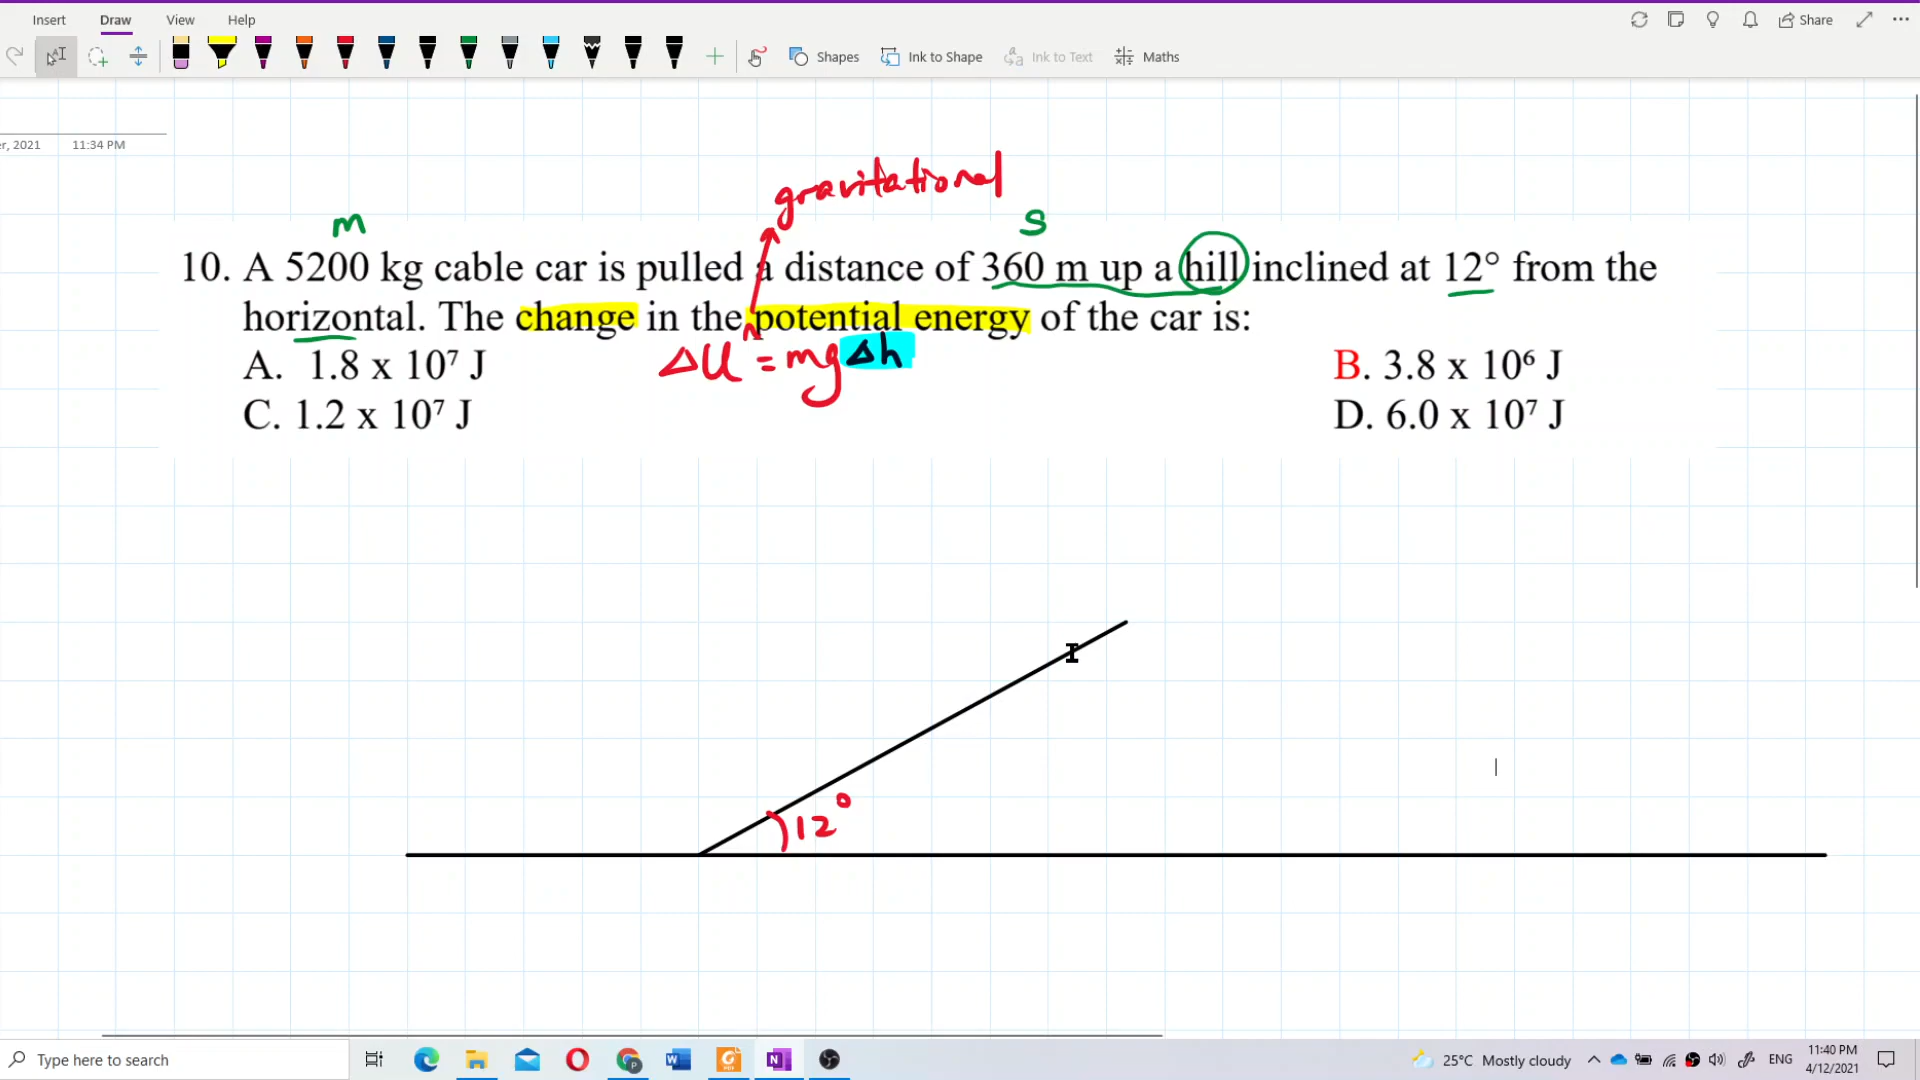 Insert Draw View Help Share
Shapes Ink to Shape Ink to Text Maths
er, 2021 11:34 PM
gravitational
m s
10. A 5200 kg cable car is pulled a distance of 360 m up a hill inclined at 12° from the
horizontal. The change in the potential energy of the car is:
A. 1.8 x 10⁷ J
ΔU = mgΔh
B. 3.8 x 10⁶ J
C. 1.2 x 10⁷ J
D. 6.0 x 10⁷ J
12°
Type here to search
25°C Mostly cloudy
ENG
11:40 PM
4/12/2021